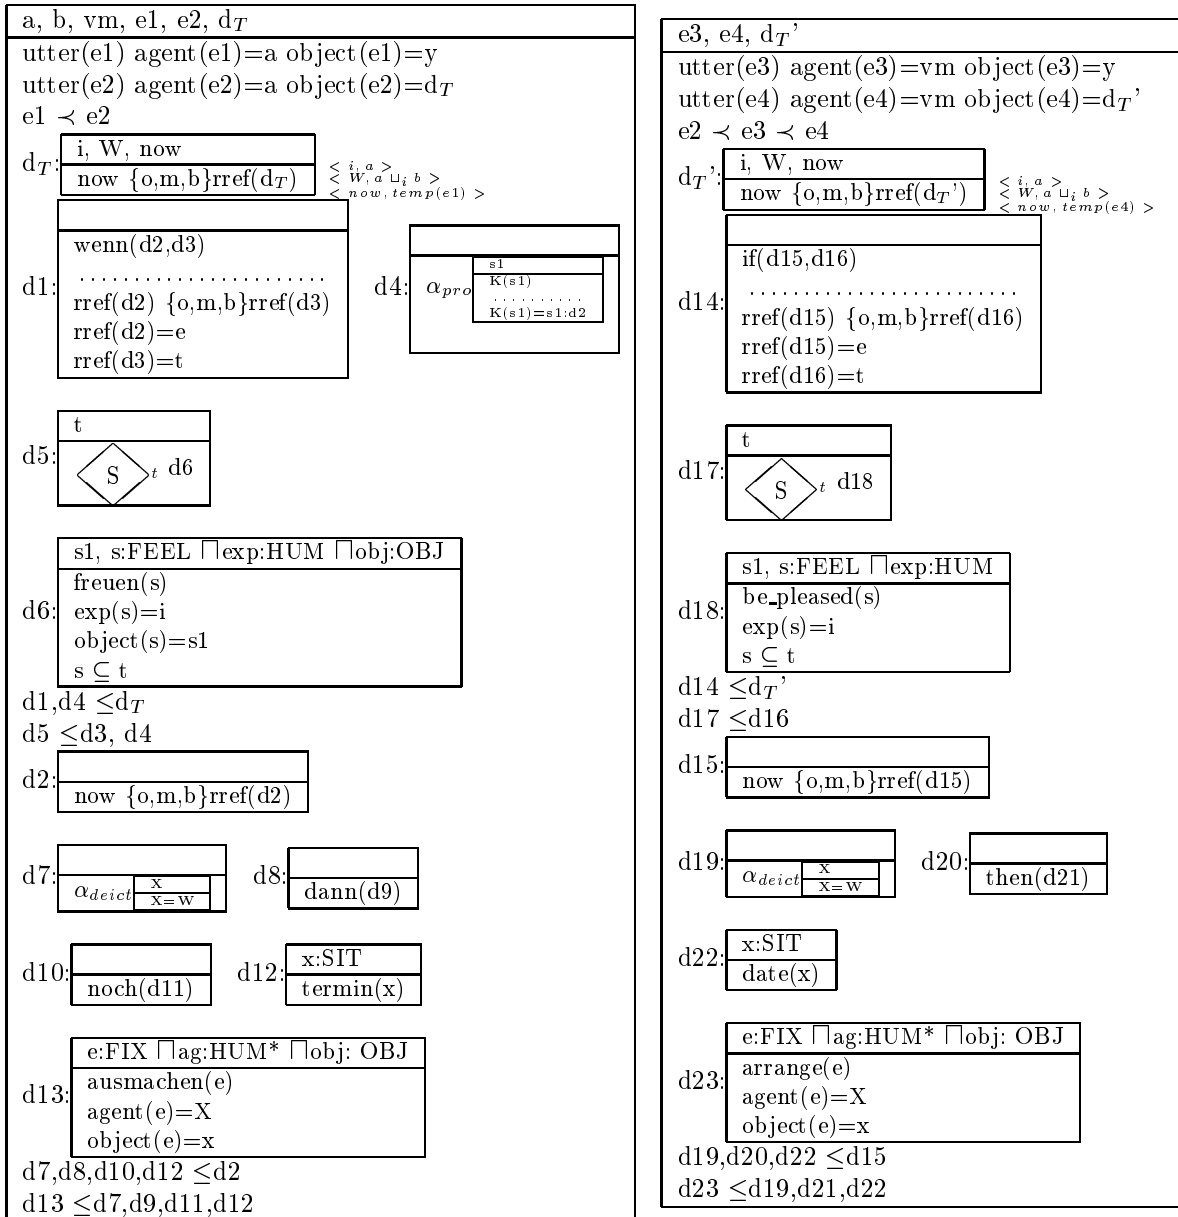 a, b, vm, e1, e2, d_T
utter(e1) agent(e1)=a object(e1)=y
utter(e2) agent(e2)=a object(e2)=d_T
e1 ≺ e2
d_T:
i, W, now
now {o,m,b}rref(d_T)
< i, a >
< W, a ⊔_i b >
< now, temp(e1) >
d1:
wenn(d2,d3)
........................
rref(d2) {o,m,b}rref(d3)
rref(d2)=e
rref(d3)=t
d4:
α_pro
s1
K(s1)
..........
K(s1)=s1:d2
d5:
t
S t d6
d6:
s1, s:FEEL ⊓exp:HUM ⊓obj:OBJ
freuen(s)
exp(s)=i
object(s)=s1
s ⊆ t
d1,d4 ≤d_T
d5 ≤d3, d4
d2:
now {o,m,b}rref(d2)
d7:
α_deict
x
x=W
d8:
dann(d9)
d10:
noch(d11)
d12:
x:SIT
termin(x)
d13:
e:FIX ⊓ag:HUM* ⊓obj: OBJ
ausmachen(e)
agent(e)=X
object(e)=x
d7,d8,d10,d12 ≤d2
d13 ≤d7,d9,d11,d12
e3, e4, d_T'
utter(e3) agent(e3)=vm object(e3)=y
utter(e4) agent(e4)=vm object(e4)=d_T'
e2 ≺ e3 ≺ e4
d_T':
i, W, now
now {o,m,b}rref(d_T')
< i, a >
< W, a ⊔_i b >
< now, temp(e4) >
d14:
if(d15,d16)
..........................
rref(d15) {o,m,b}rref(d16)
rref(d15)=e
rref(d16)=t
d17:
t
S t d18
d18:
s1, s:FEEL ⊓exp:HUM
be_pleased(s)
exp(s)=i
s ⊆ t
d14 ≤d_T'
d17 ≤d16
d15:
now {o,m,b}rref(d15)
d19:
α_deict
x
x=W
d20:
then(d21)
d22:
x:SIT
date(x)
d23:
e:FIX ⊓ag:HUM* ⊓obj: OBJ
arrange(e)
agent(e)=X
object(e)=x
d19,d20,d22 ≤d15
d23 ≤d19,d21,d22